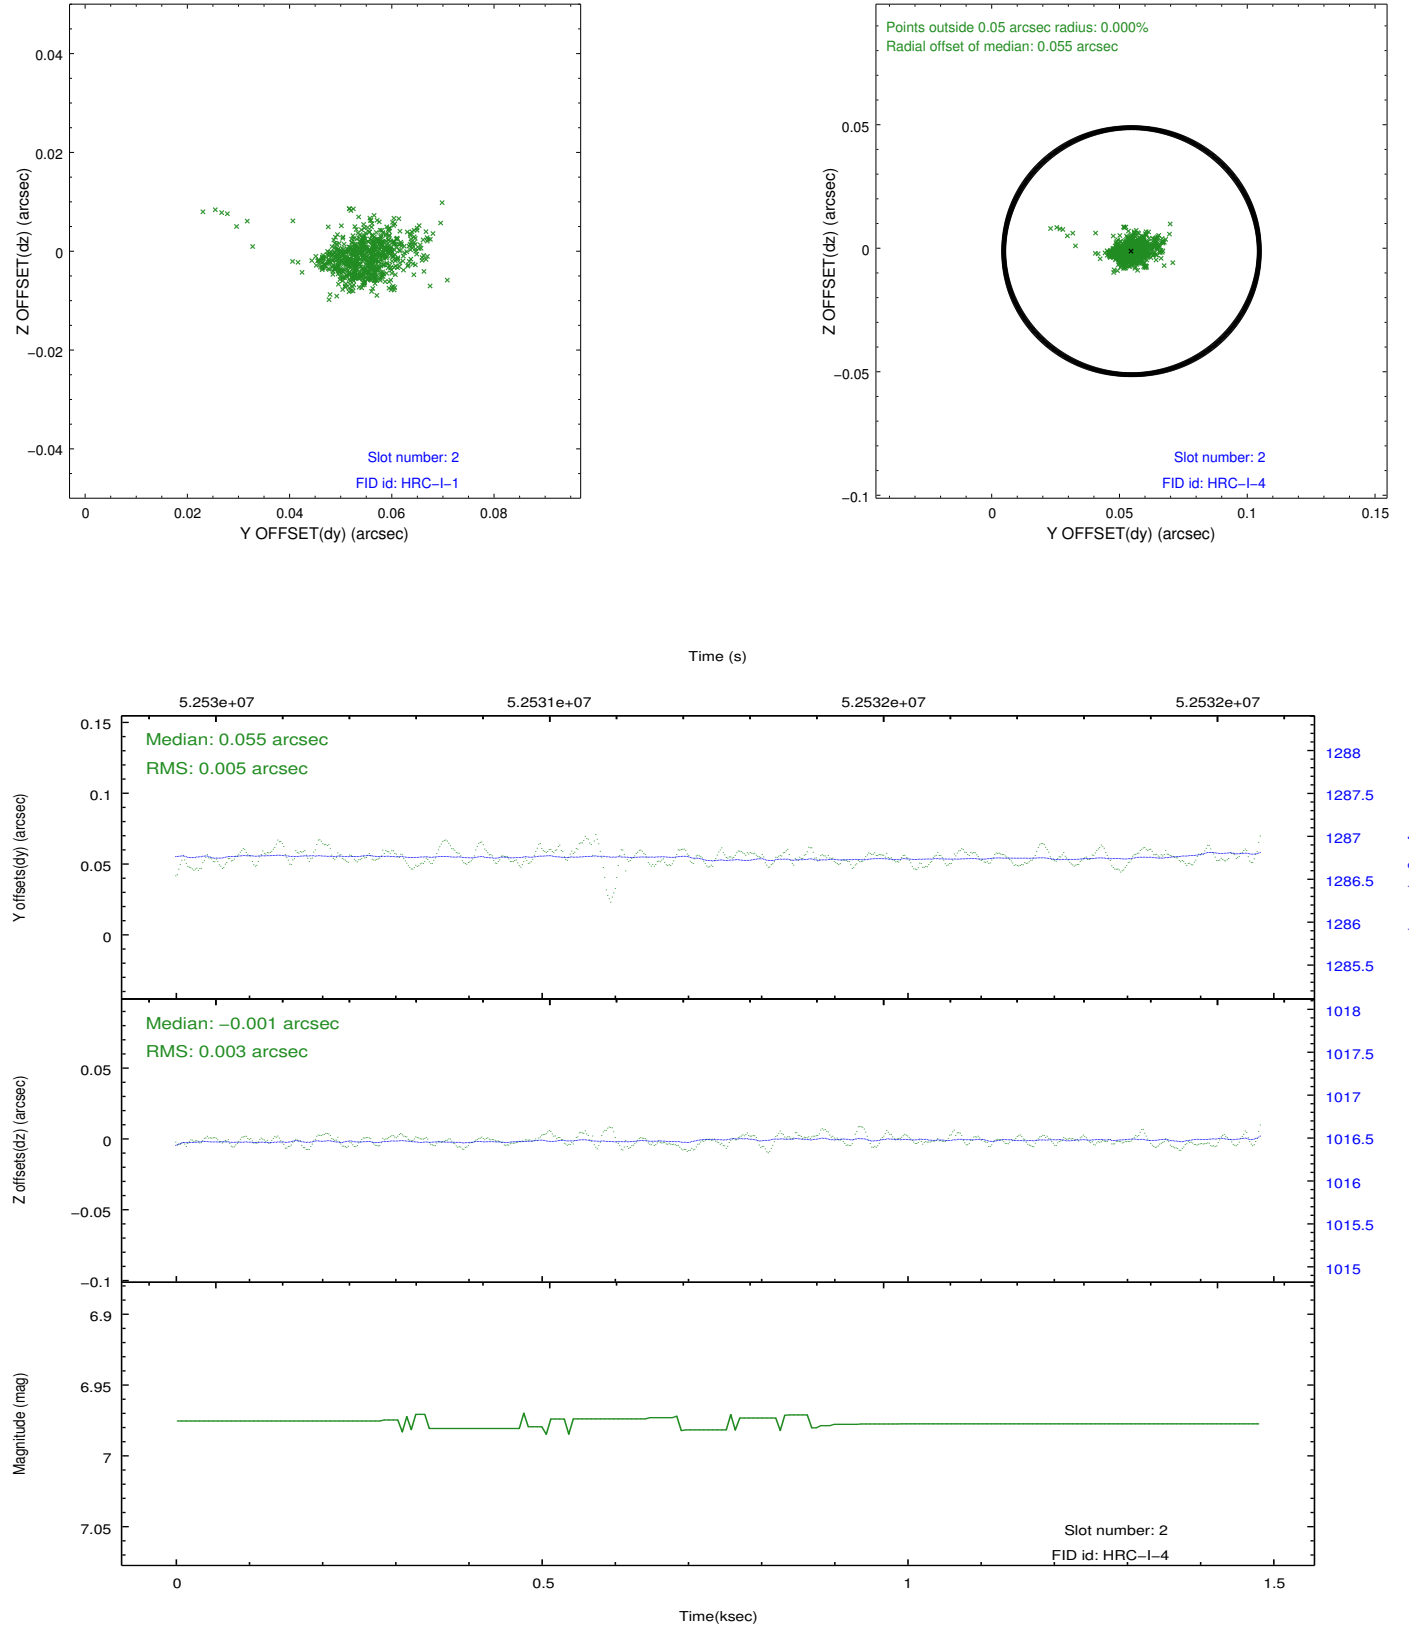 0.04
0.02
0
−0.02
−0.04
Z OFFSET(dz) (arcsec)
Slot number: 2
FID id: HRC−I−1
0
0.02
0.04
0.06
0.08
Y OFFSET(dy) (arcsec)
Points outside 0.05 arcsec radius: 0.000%
Radial offset of median: 0.055 arcsec
0.05
0
−0.05
−0.1
Z OFFSET(dz) (arcsec)
Slot number: 2
FID id: HRC−I−4
0
0.05
0.1
0.15
Y OFFSET(dy) (arcsec)
Time (s)
5.253e+07
5.2531e+07
5.2532e+07
5.2532e+07
Median: 0.055 arcsec
RMS: 0.005 arcsec
0.15
0.1
0.05
0
Y offsets(dy) (arcsec)
1288
1287.5
1287
1286.5
1286
1285.5
Median: −0.001 arcsec
RMS: 0.003 arcsec
0.05
0
−0.05
−0.1
Z offsets(dz) (arcsec)
1018
1017.5
1017
1016.5
1016
1015.5
1015
6.9
6.95
7
7.05
Magnitude (mag)
Slot number: 2
FID id: HRC−I−4
0
0.5
1
1.5
Time(ksec)